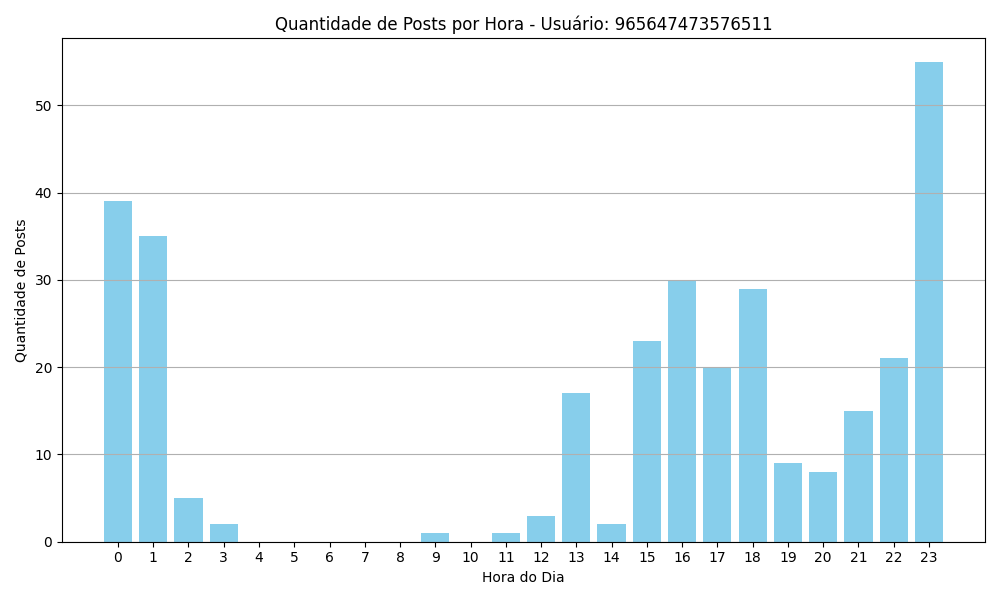 Quantidade de Posts por Hora - Usuário: 965647473576511
Quantidade de Posts
50
40
30
20
10
0
0 1 2 3 4 5 6 7 8 9 10 11 12 13 14 15 16 17 18 19 20 21 22 23
Hora do Dia